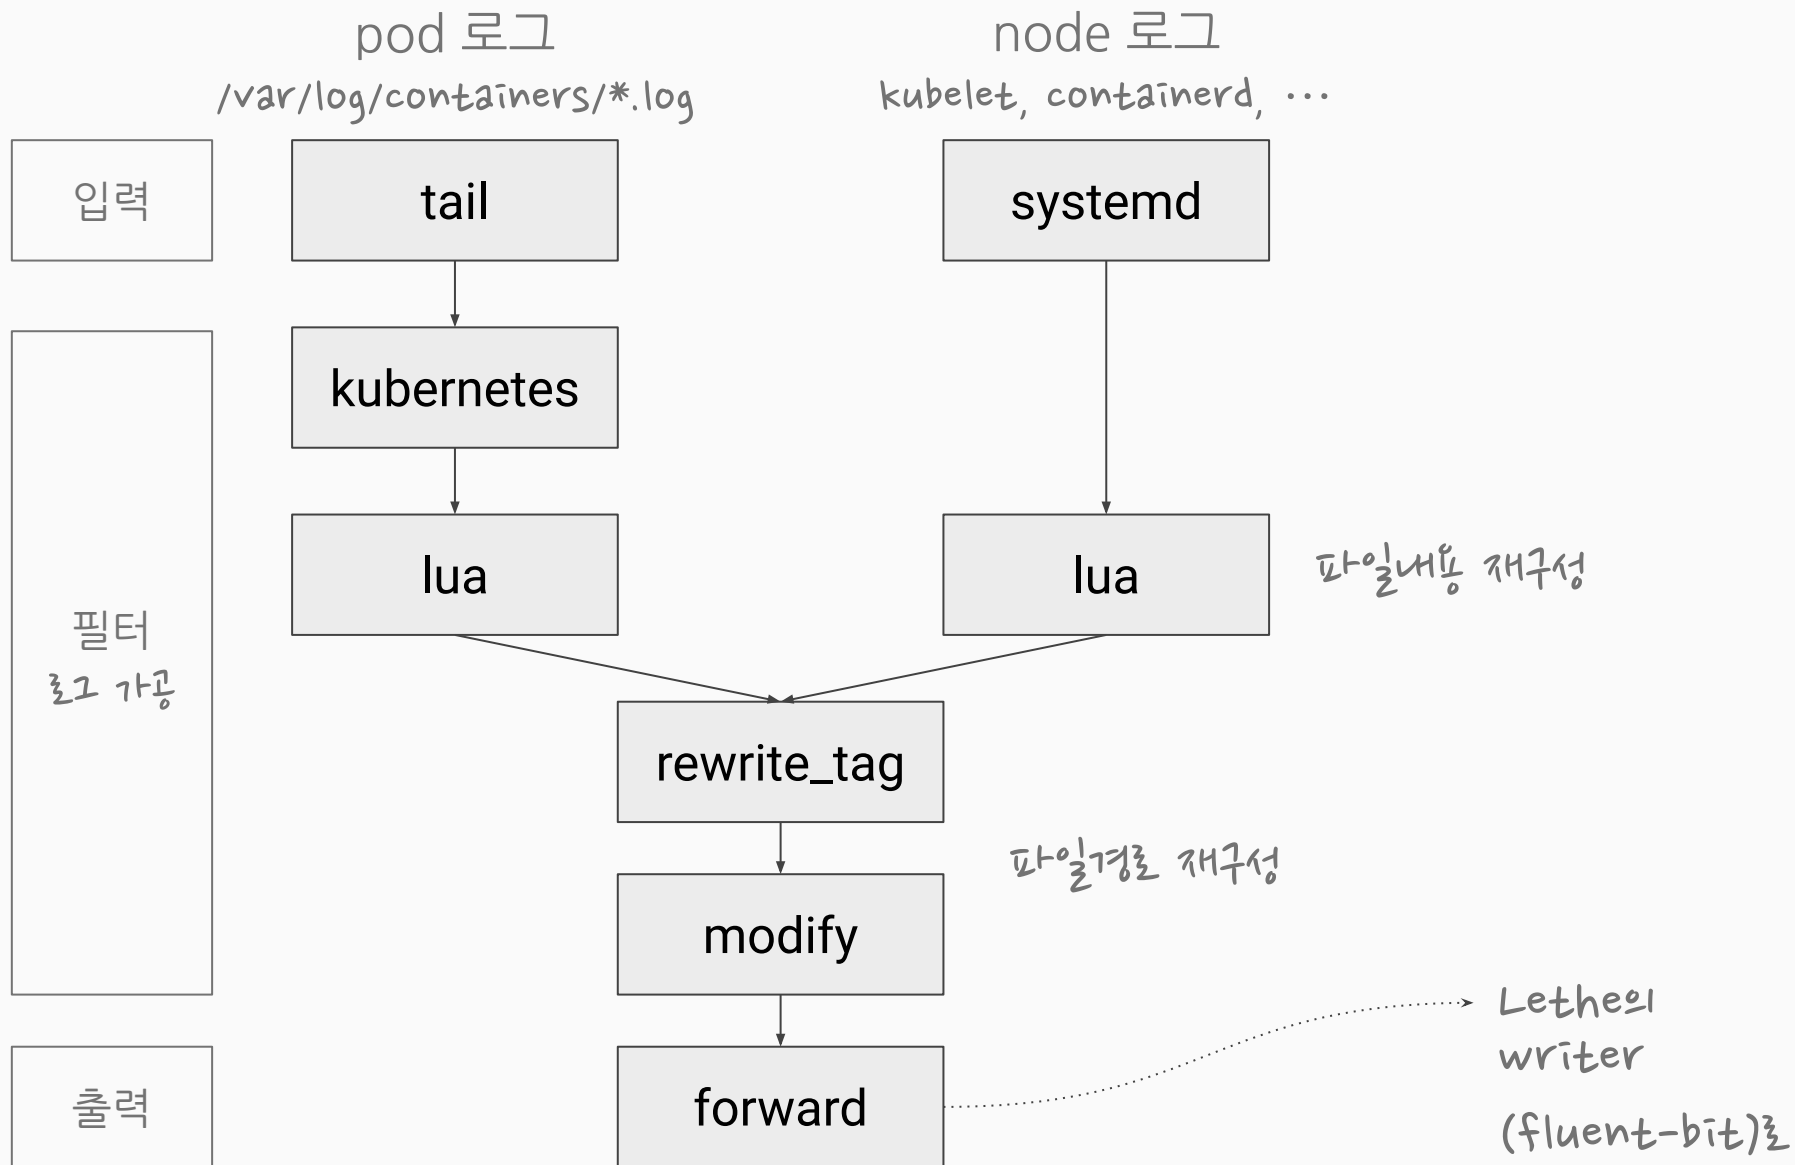 pod 로그
/var/log/containers/*.log
node 로그
kubelet, containerd, ...
입력
tail
systemd
kubernetes
lua
lua
파일내용 재구성
필터
로그 가공
rewrite_tag
파일경로 재구성
modify
출력
forward
Lethe의
writer
(fluent-bit)로